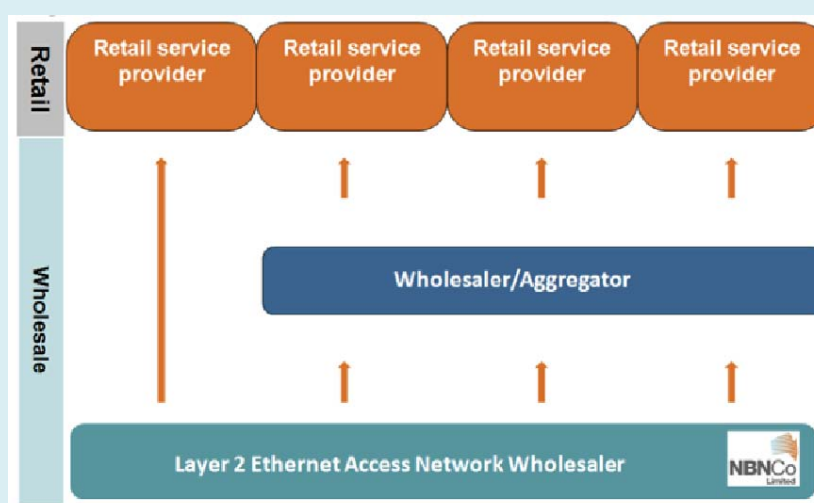 Retail
Retail service
provider
Retail service
provider
Retail service
provider
Retail service
provider
Wholesale
Wholesaler/Aggregator
Layer 2 Ethernet Access Network Wholesaler
NBNCo
Limited